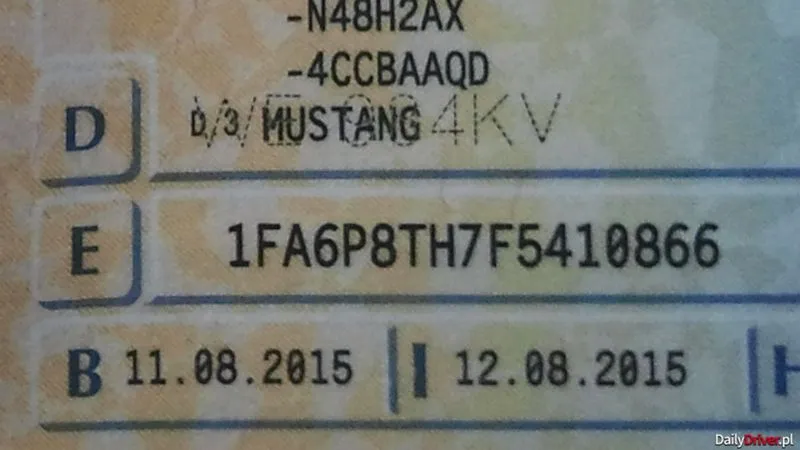 -N48H2AX
-4CCBAAQD
D
D/3 MUSTANG
E
1FA6P8TH7F5410866
B 11.08.2015 I 12.08.2015 H
DailyDriver.pl